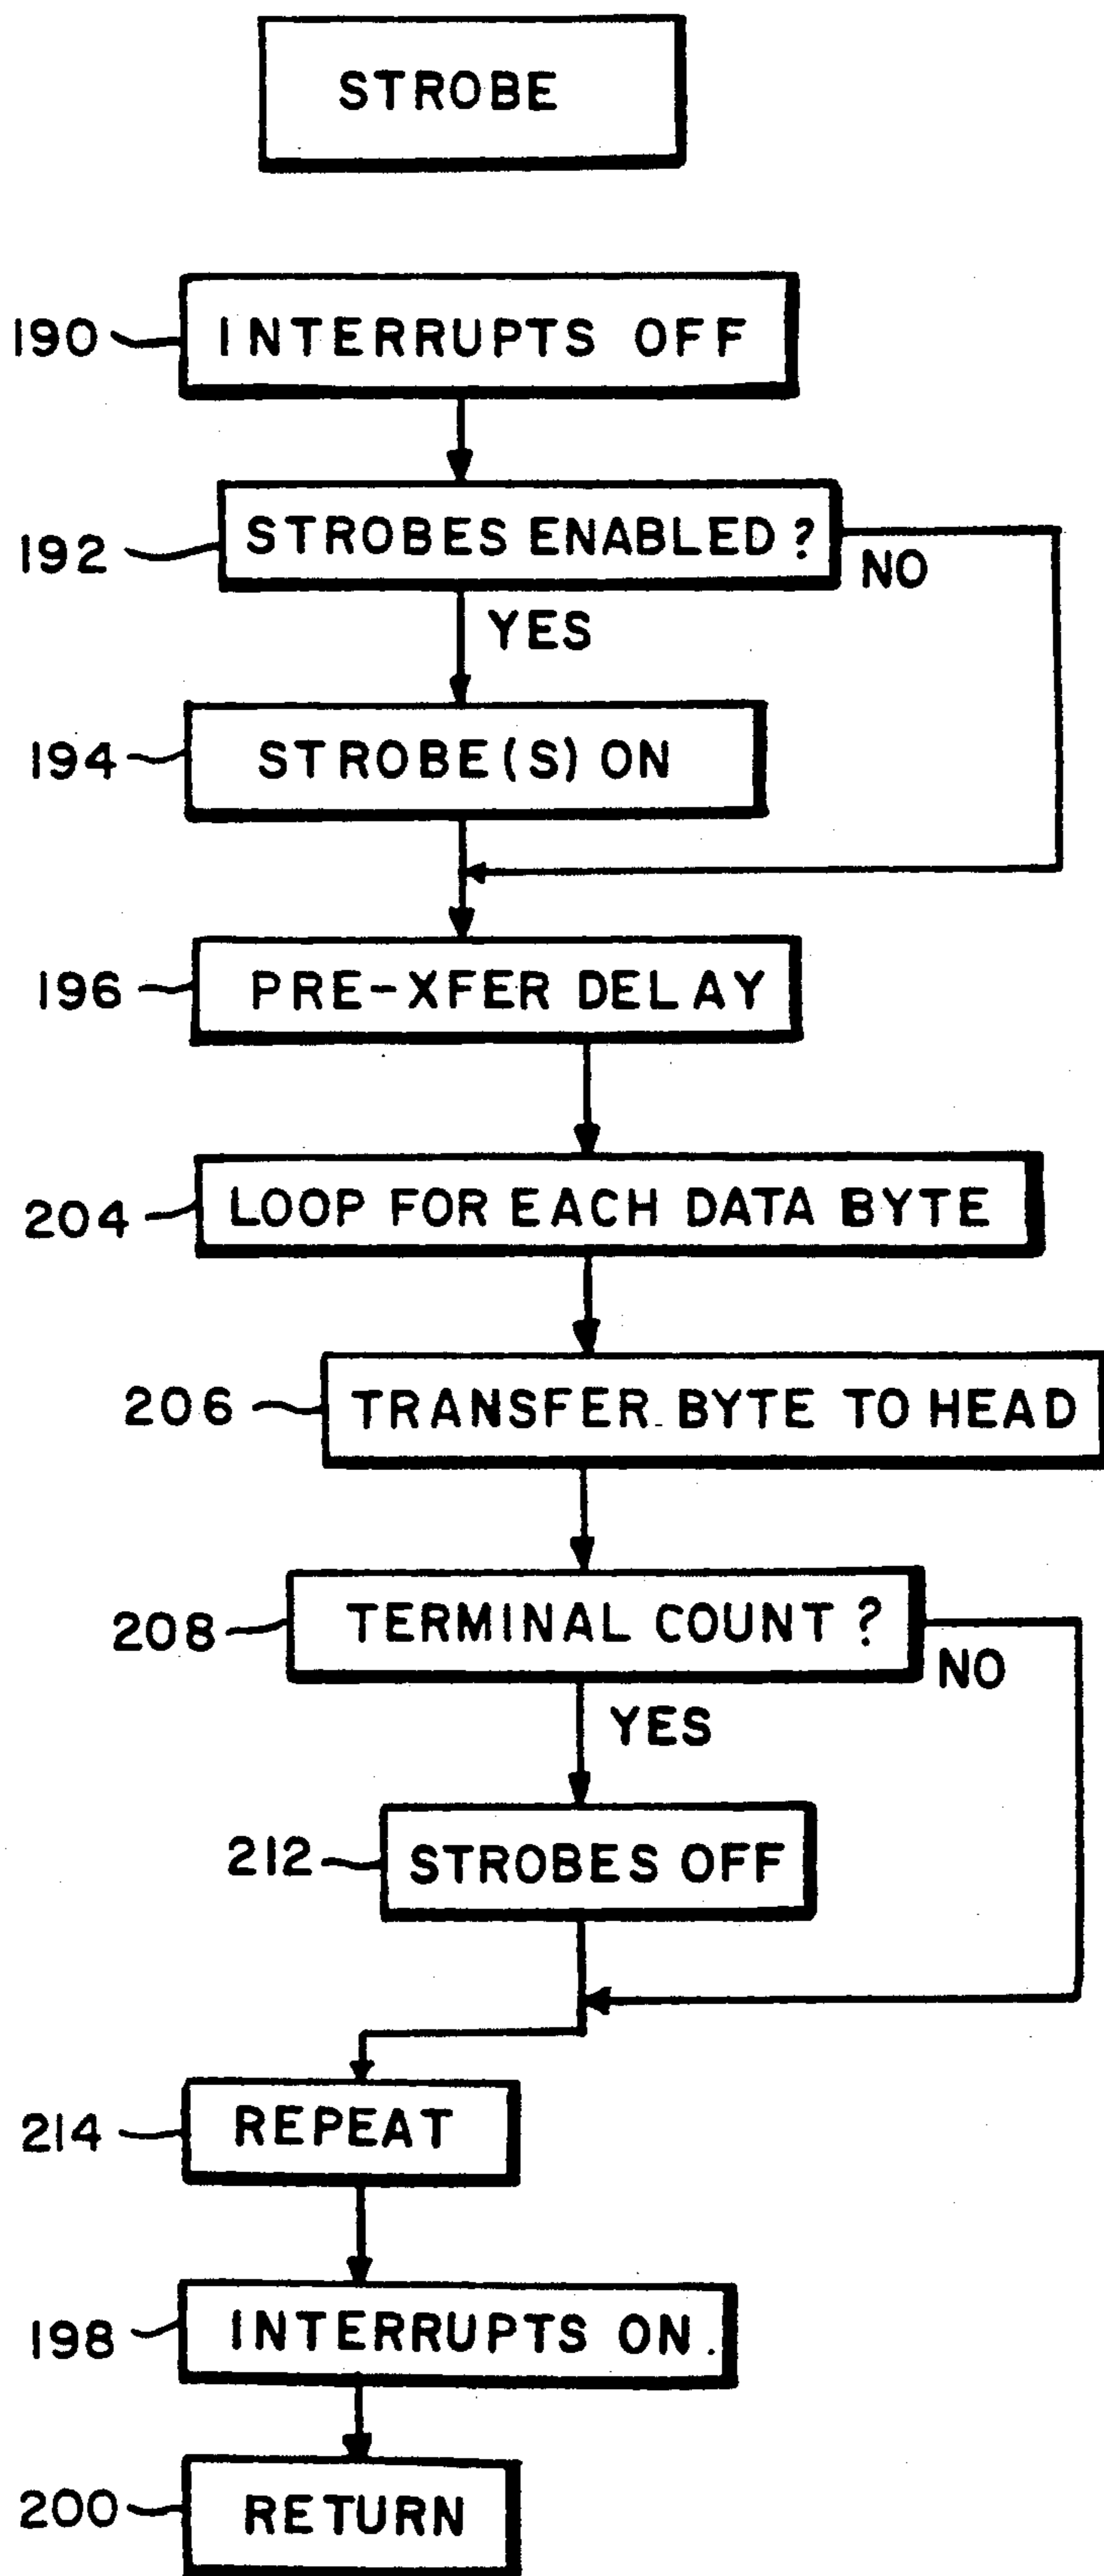 STROBE
190 INTERRUPTS OFF
192 STROBES ENABLED ?
NO
YES
194 STROBE(S) ON
196 PRE-XFER DELAY
204 LOOP FOR EACH DATA BYTE
206 TRANSFER BYTE TO HEAD
208 TERMINAL COUNT ?
NO
YES
212 STROBES OFF
214 REPEAT
198 INTERRUPTS ON
200 RETURN